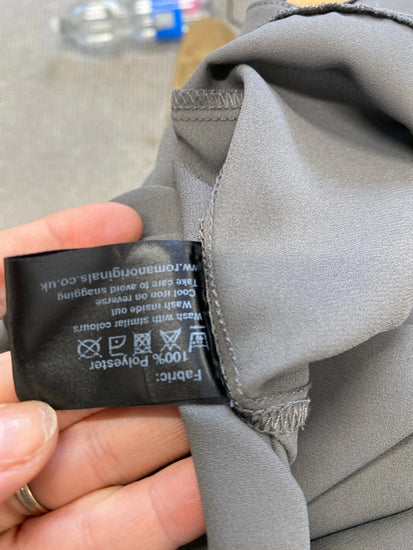 Fabric:
100% Polyester
Wash with similar colours
Wash inside out
Cool iron on reverse
Take care to avoid snagging
www.romanoriginals.co.uk